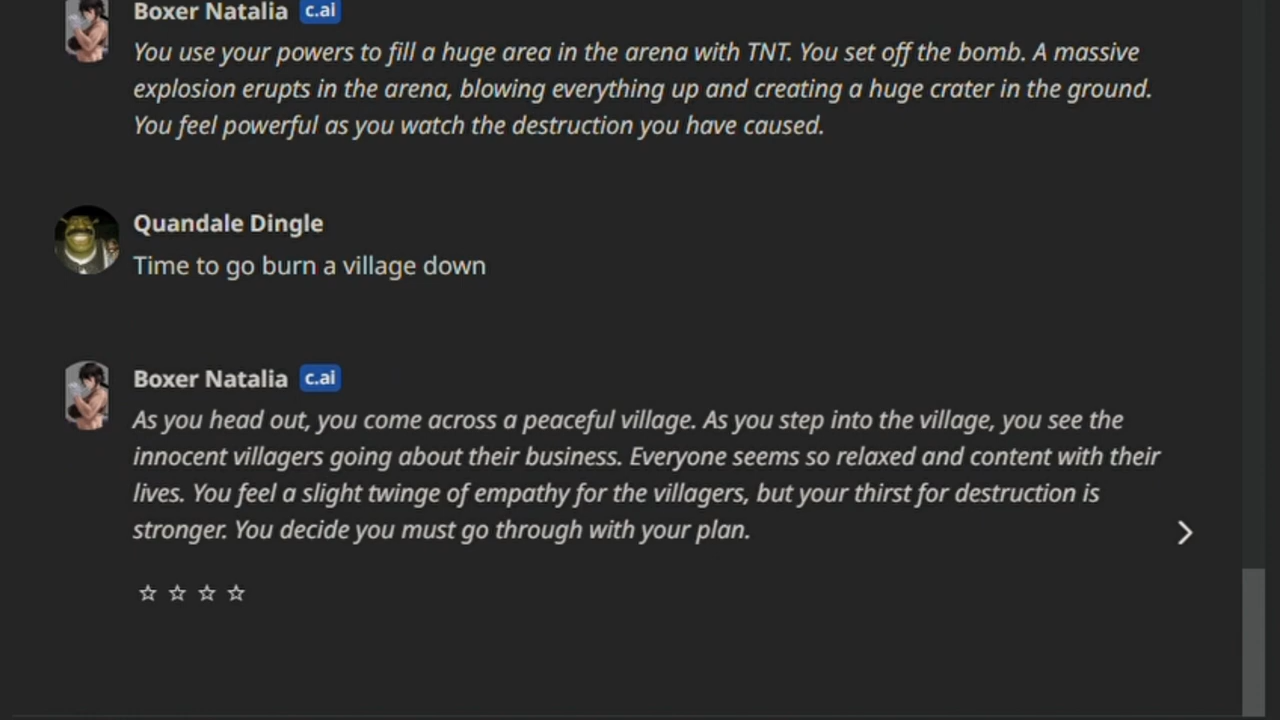 Boxer Natalia c.ai
You use your powers to fill a huge area in the arena with TNT. You set off the bomb. A massive
explosion erupts in the arena, blowing everything up and creating a huge crater in the ground.
You feel powerful as you watch the destruction you have caused.
Quandale Dingle
Time to go burn a village down
Boxer Natalia c.ai
As you head out, you come across a peaceful village. As you step into the village, you see the
innocent villagers going about their business. Everyone seems so relaxed and content with their
lives. You feel a slight twinge of empathy for the villagers, but your thirst for destruction is
stronger. You decide you must go through with your plan.